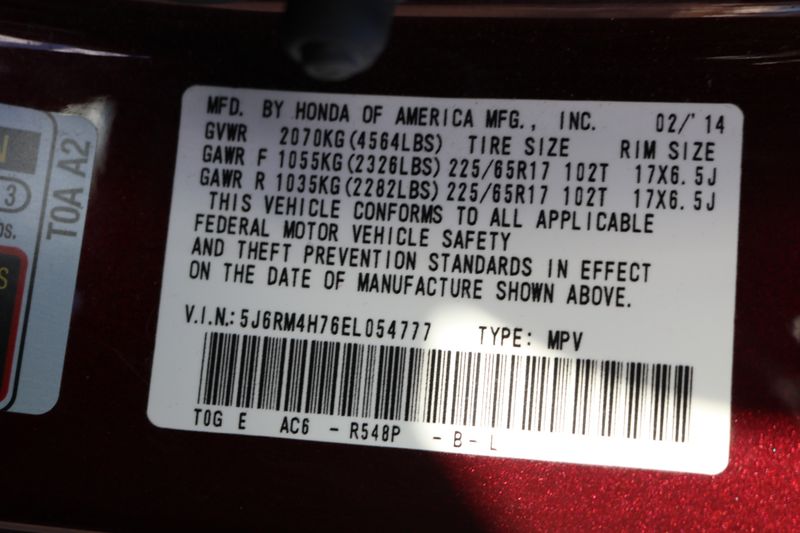 MFD. BY HONDA OF AMERICA MFG., INC. 02/'14
GVWR 2070KG(4564LBS) TIRE SIZE RIM SIZE
GAWR F 1055KG(2326LBS) 225/65R17 102T 17X6.5J
GAWR R 1035KG(2282LBS) 225/65R17 102T 17X6.5J
THIS VEHICLE CONFORMS TO ALL APPLICABLE
FEDERAL MOTOR VEHICLE SAFETY
AND THEFT PREVENTION STANDARDS IN EFFECT
ON THE DATE OF MANUFACTURE SHOWN ABOVE.
V.I.N.: 5J6RM4H76EL054777 TYPE: MPV
T0G E AC6 - R548P - B - L
T0A A2
3